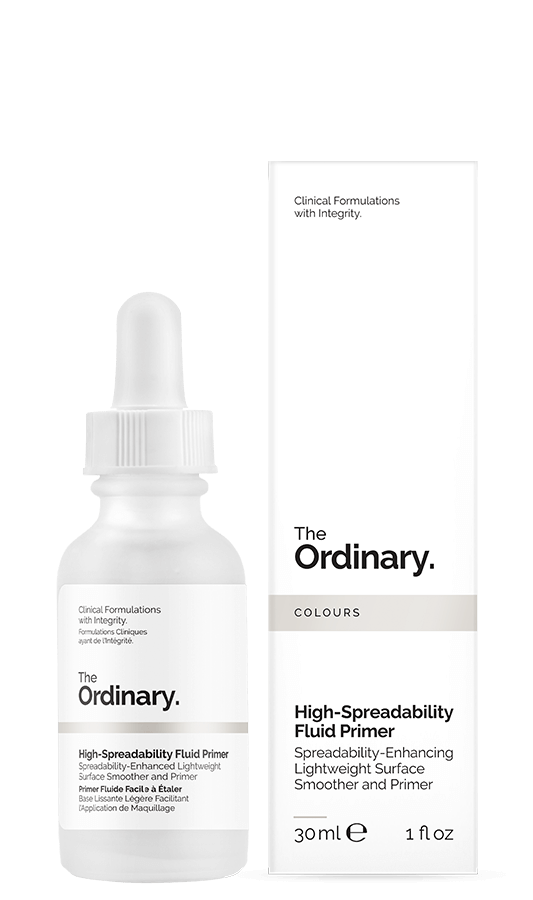 Clinical Formulations
with Integrity.
The
Ordinary.
COLOURS
High-Spreadability
Fluid Primer
Spreadability-Enhancing
Lightweight Surface
Smoother and Primer
30 ml ℮ 1 fl oz
Clinical Formulations
with Integrity.
Formulations Cliniques
ayant de l'Intégrité.
The
Ordinary.
High-Spreadability Fluid Primer
Spreadability-Enhanced Lightweight
Surface Smoother and Primer
Primer Fluide Facile à Étaler
Base Lissante Légère Facilitant
l'Application de Maquillage